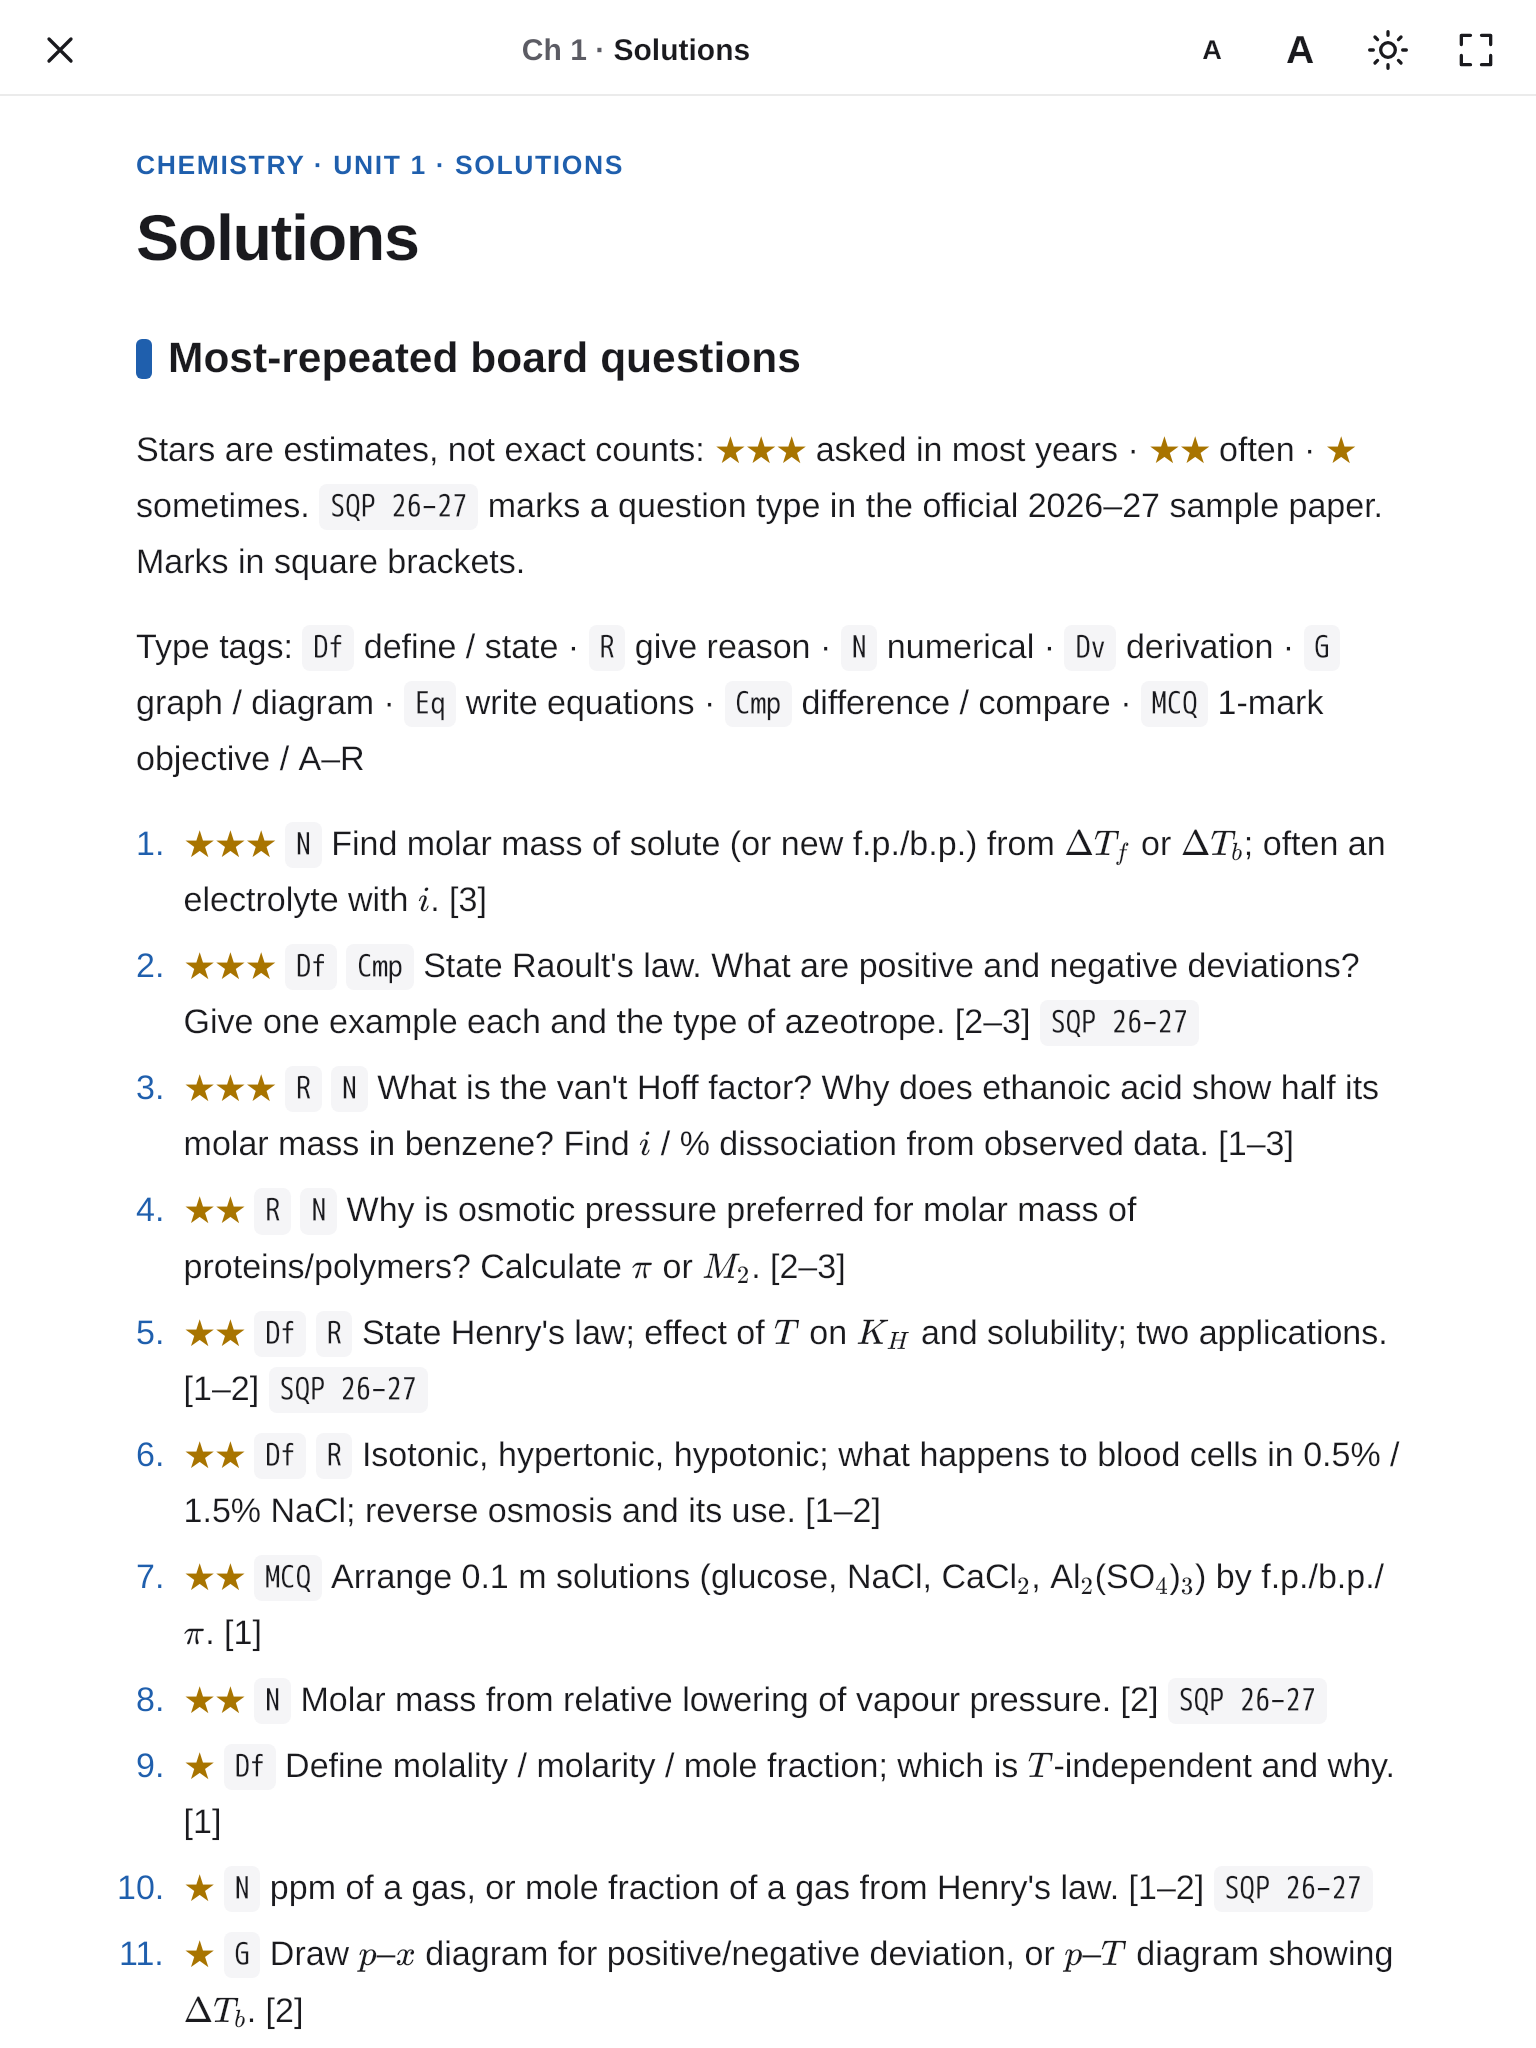 Ch 1 · Solutions
A A
CHEMISTRY · UNIT 1 · SOLUTIONS
Solutions
Most-repeated board questions
Stars are estimates, not exact counts: ★★★ asked in most years · ★★ often · ★
sometimes. SQP 26–27 marks a question type in the official 2026–27 sample paper.
Marks in square brackets.
Type tags: Df define / state · R give reason · N numerical · Dv derivation · G
graph / diagram · Eq write equations · Cmp difference / compare · MCQ 1-mark
objective / A–R
1. ★★★ N Find molar mass of solute (or new f.p./b.p.) from ΔT_f or ΔT_b; often an
electrolyte with i. [3]
2. ★★★ Df Cmp State Raoult's law. What are positive and negative deviations?
Give one example each and the type of azeotrope. [2–3] SQP 26–27
3. ★★★ R N What is the van't Hoff factor? Why does ethanoic acid show half its
molar mass in benzene? Find i / % dissociation from observed data. [1–3]
4. ★★ R N Why is osmotic pressure preferred for molar mass of
proteins/polymers? Calculate π or M₂. [2–3]
5. ★★ Df R State Henry's law; effect of T on K_H and solubility; two applications.
[1–2] SQP 26–27
6. ★★ Df R Isotonic, hypertonic, hypotonic; what happens to blood cells in 0.5% /
1.5% NaCl; reverse osmosis and its use. [1–2]
7. ★★ MCQ Arrange 0.1 m solutions (glucose, NaCl, CaCl₂, Al₂(SO₄)₃) by f.p./b.p./
π. [1]
8. ★★ N Molar mass from relative lowering of vapour pressure. [2] SQP 26–27
9. ★ Df Define molality / molarity / mole fraction; which is T-independent and why.
[1]
10. ★ N ppm of a gas, or mole fraction of a gas from Henry's law. [1–2] SQP 26–27
11. ★ G Draw p–x diagram for positive/negative deviation, or p–T diagram showing
ΔT_b. [2]